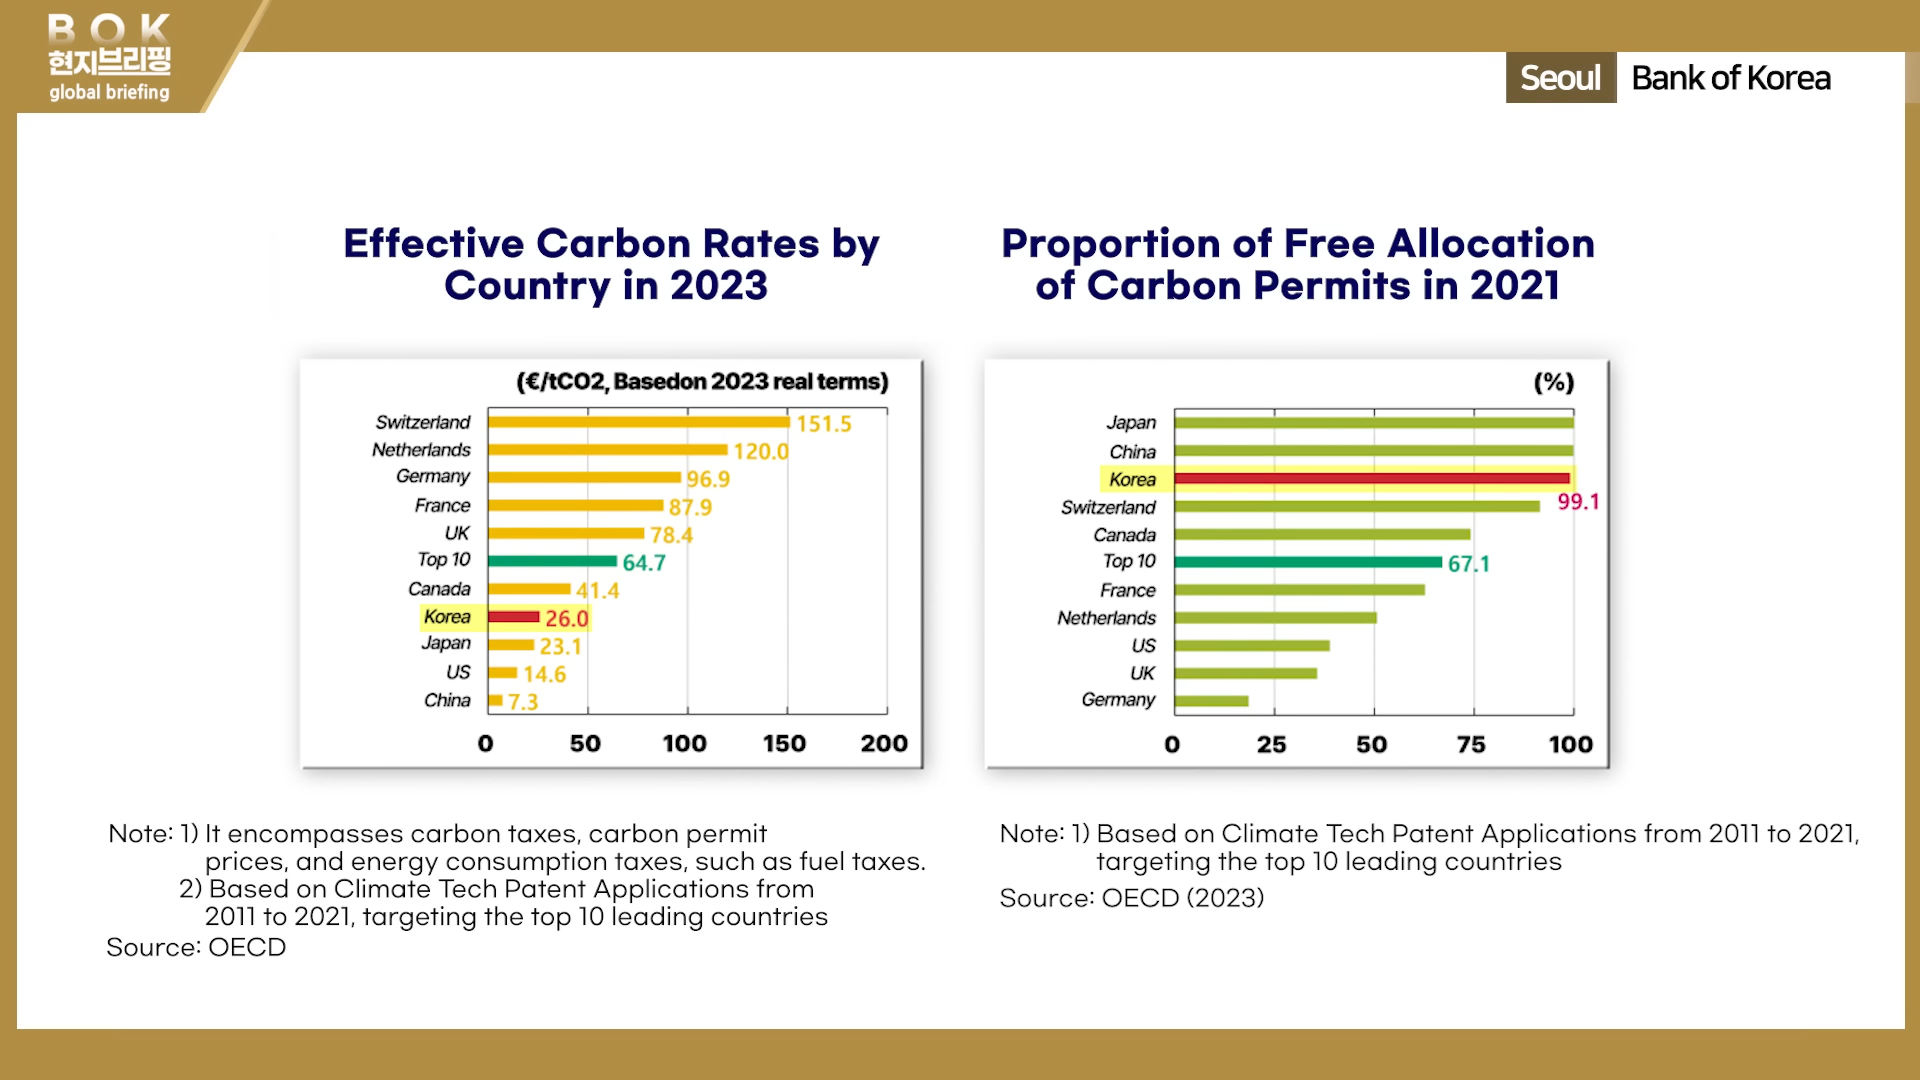 BOK
현지브리핑
global briefing
Seoul Bank of Korea
Effective Carbon Rates by
Country in 2023
(€/tCO2, Basedon 2023 real terms)
Switzerland 151.5
Netherlands 120.0
Germany 96.9
France 87.9
UK 78.4
Top 10 64.7
Canada 41.4
Korea 26.0
Japan 23.1
US 14.6
China 7.3
0 50 100 150 200
Note: 1) It encompasses carbon taxes, carbon permit
prices, and energy consumption taxes, such as fuel taxes.
2) Based on Climate Tech Patent Applications from
2011 to 2021, targeting the top 10 leading countries
Source: OECD
Proportion of Free Allocation
of Carbon Permits in 2021
(%)
Japan
China
Korea 99.1
Switzerland
Canada
Top 10 67.1
France
Netherlands
US
UK
Germany
0 25 50 75 100
Note: 1) Based on Climate Tech Patent Applications from 2011 to 2021,
targeting the top 10 leading countries
Source: OECD (2023)